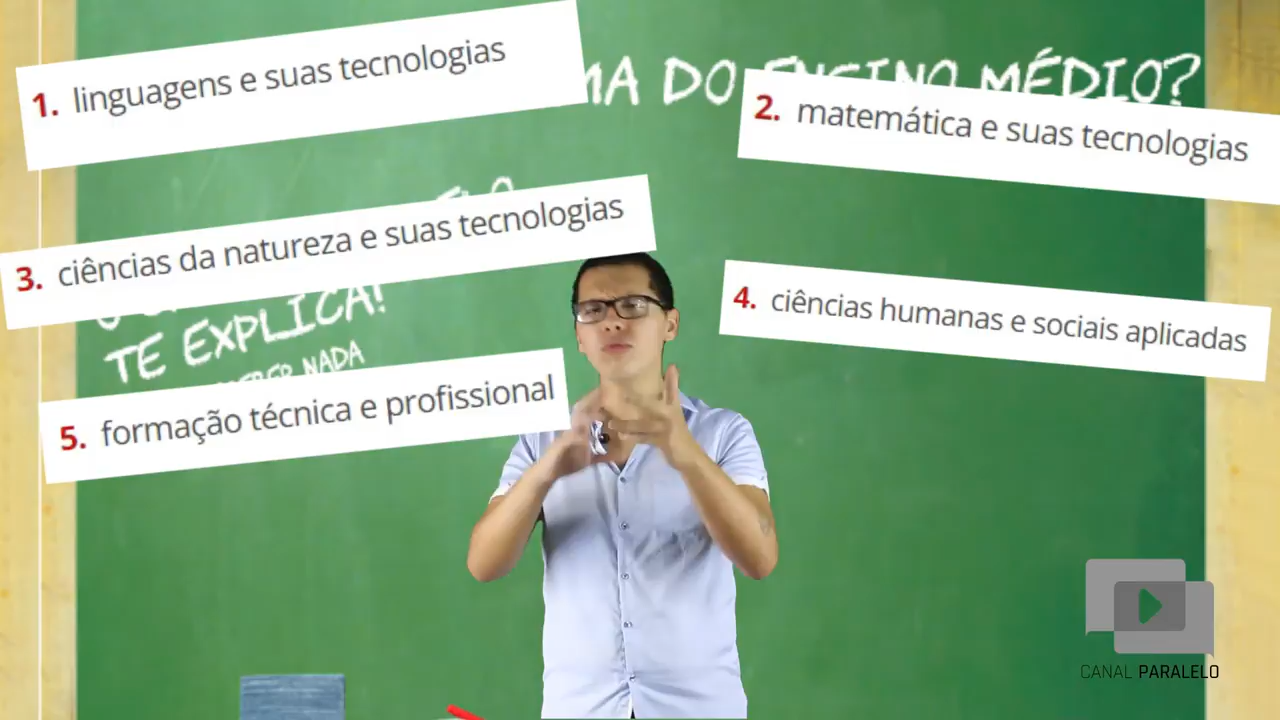 1. linguagens e suas tecnologias
MA DO ENSINO MÉDIO?
2. matemática e suas tecnologias
3. ciências da natureza e suas tecnologias
4. ciências humanas e sociais aplicadas
TE EXPLICA!
NADA
5. formação técnica e profissional
CANAL PARALELO